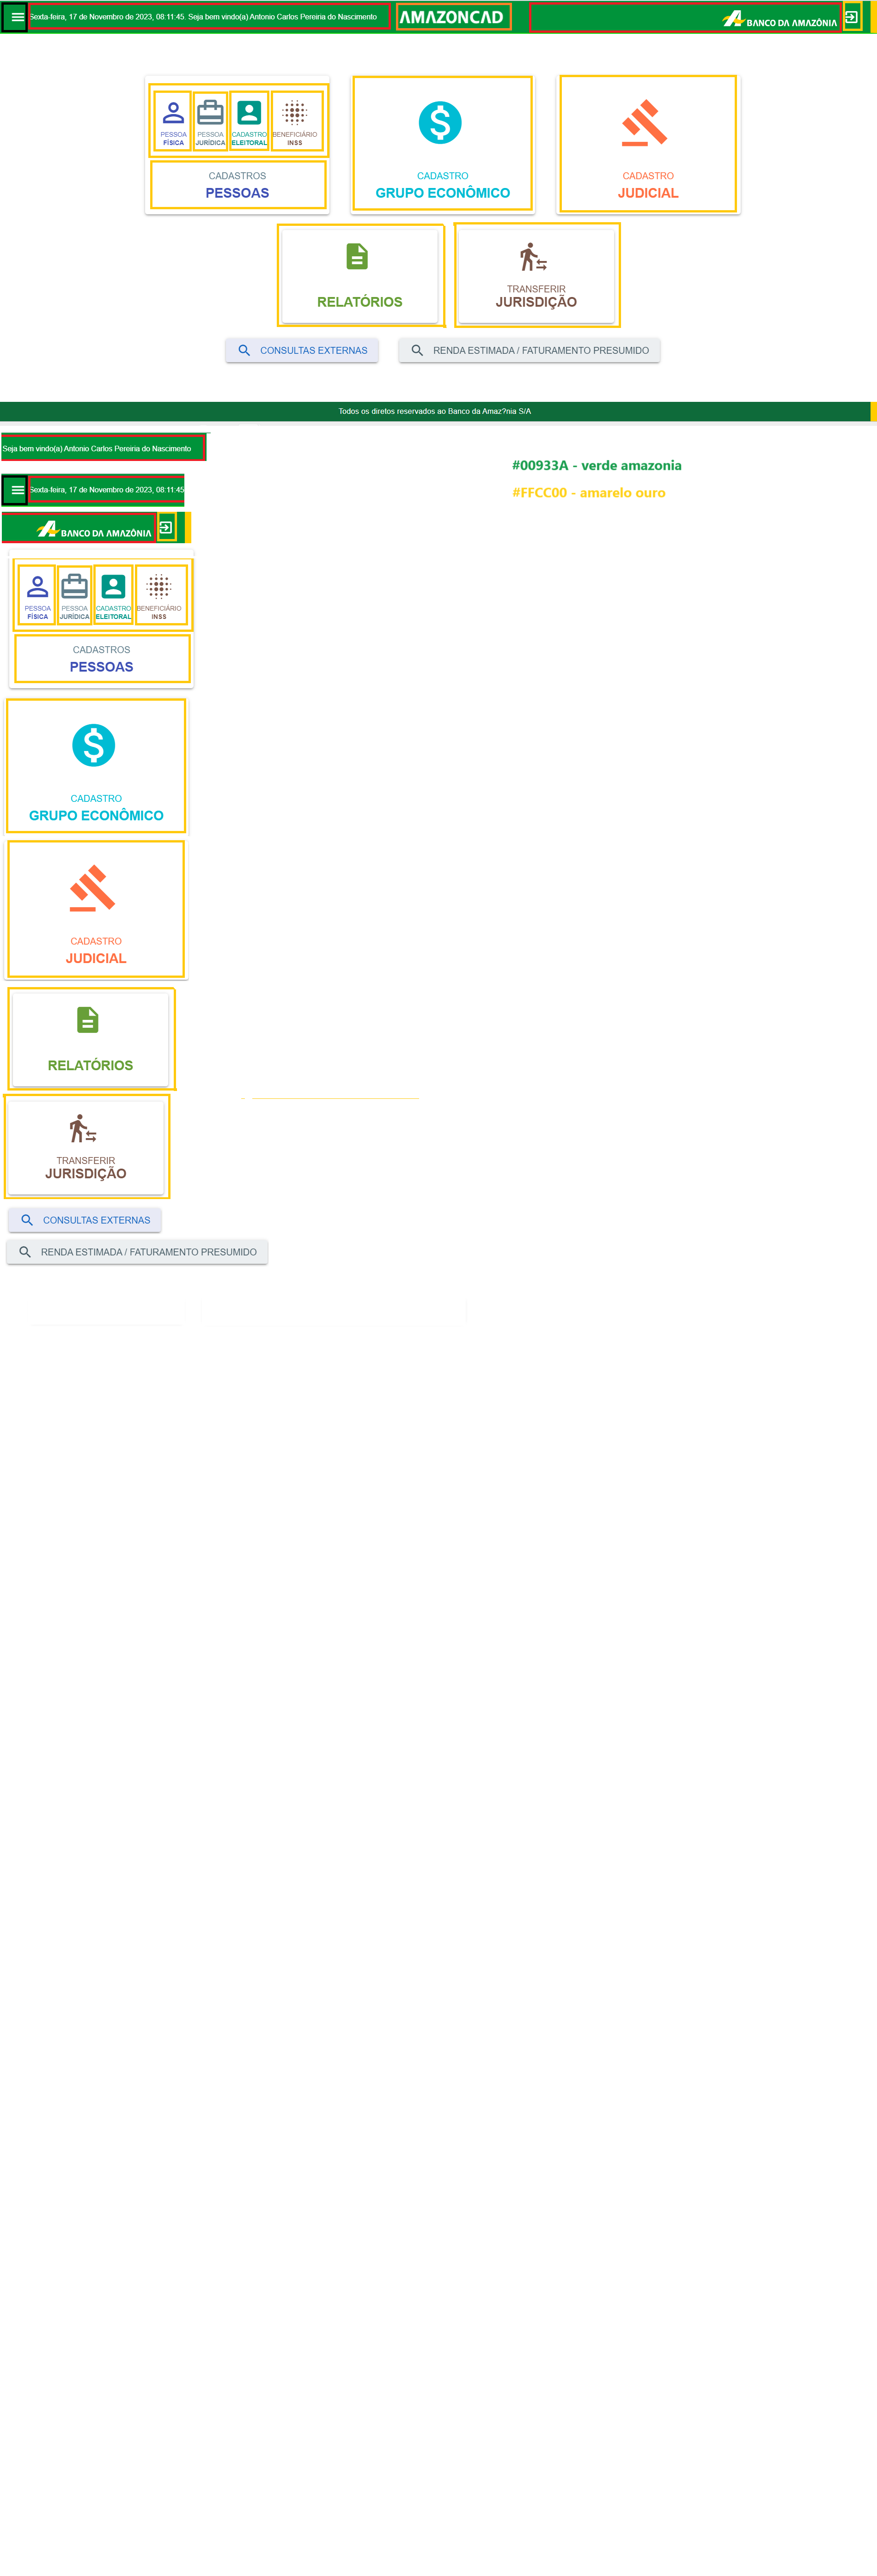 Sexta-feira, 17 de Novembro de 2023, 08:11:45. Seja bem vindo(a) Antonio Carlos Pereiria do Nascimento
AMAZONCAD
BANCO DA AMAZÔNIA
PESSOA
FÍSICA
PESSOA
JURÍDICA
CADASTRO
ELEITORAL
BENEFICIÁRIO
INSS
CADASTROS
PESSOAS
CADASTRO
GRUPO ECONÔMICO
CADASTRO
JUDICIAL
RELATÓRIOS
TRANSFERIR
JURISDIÇÃO
CONSULTAS EXTERNAS
RENDA ESTIMADA / FATURAMENTO PRESUMIDO
Todos os diretos reservados ao Banco da Amaz?nia S/A
Seja bem vindo(a) Antonio Carlos Pereiria do Nascimento
#00933A - verde amazonia
#FFCC00 - amarelo ouro
Sexta-feira, 17 de Novembro de 2023, 08:11:45
BANCO DA AMAZÔNIA
PESSOA
FÍSICA
PESSOA
JURÍDICA
CADASTRO
ELEITORAL
BENEFICIÁRIO
INSS
CADASTROS
PESSOAS
CADASTRO
GRUPO ECONÔMICO
CADASTRO
JUDICIAL
RELATÓRIOS
TRANSFERIR
JURISDIÇÃO
CONSULTAS EXTERNAS
RENDA ESTIMADA / FATURAMENTO PRESUMIDO